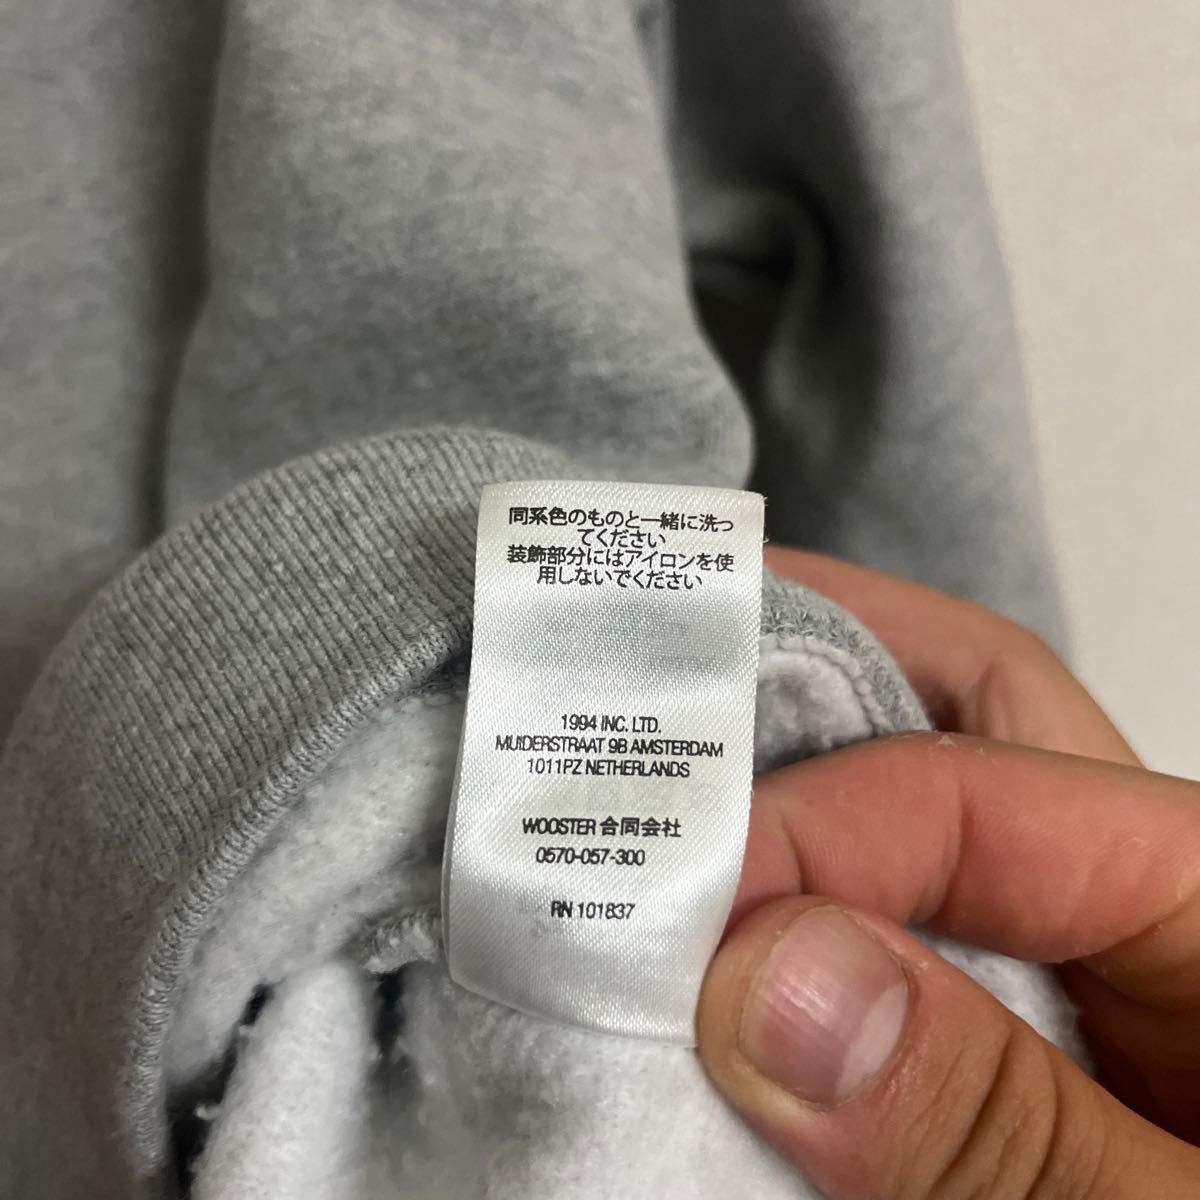 同系色のものと一緒に洗っ
てください
装飾部分にはアイロンを使
用しないでください
1994 INC. LTD.
MUIDERSTRAAT 9B AMSTERDAM
1011PZ NETHERLANDS
WOOSTER 合同会社
0570-057-300
RN 101837